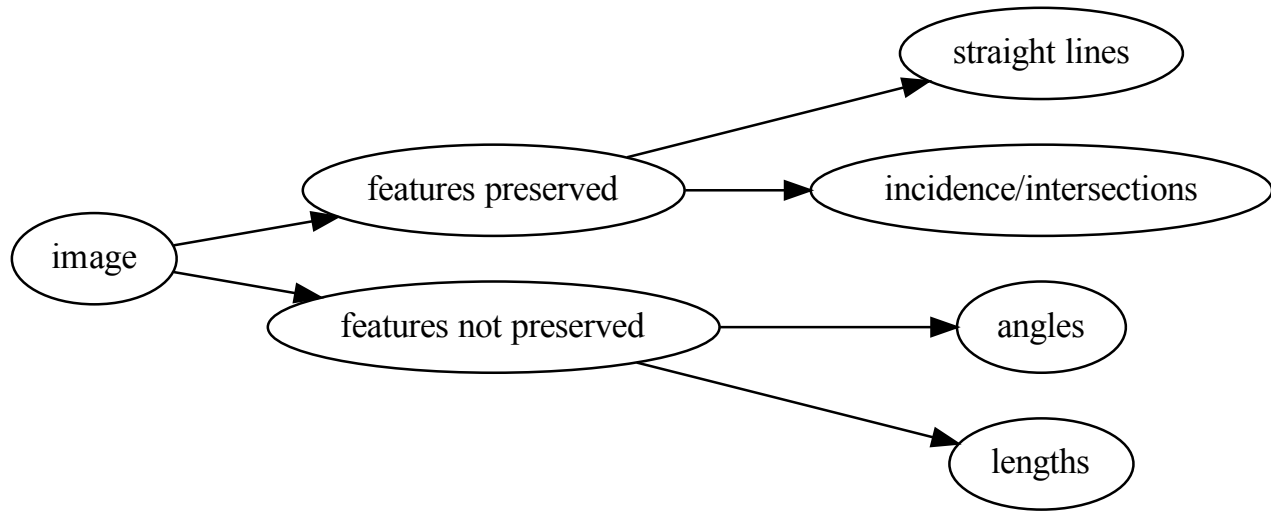 straight lines
features preserved
incidence/intersections
image
features not preserved
angles
lengths